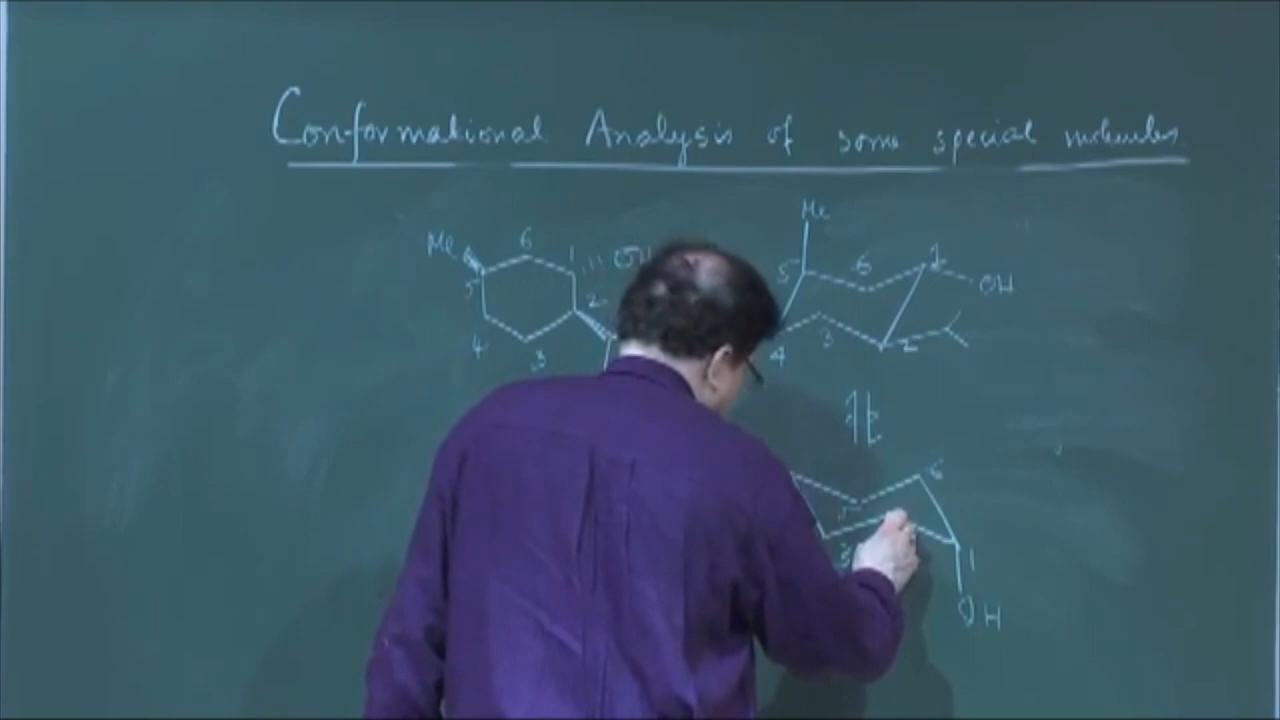 Conformational Analysis of some special molecules
Me 6 1 OH
5 2
4 3
Me
5 6 1 OH
4 3 2
6
5
3 1
OH